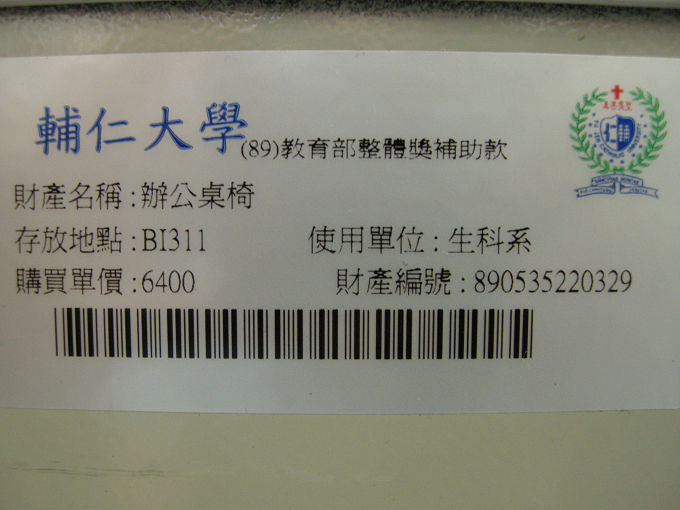 輔仁大學(89)教育部整體獎補助款
財產名稱:辦公桌椅
存放地點:BI311 使用單位:生科系
購買單價:6400 財產編號:890535220329